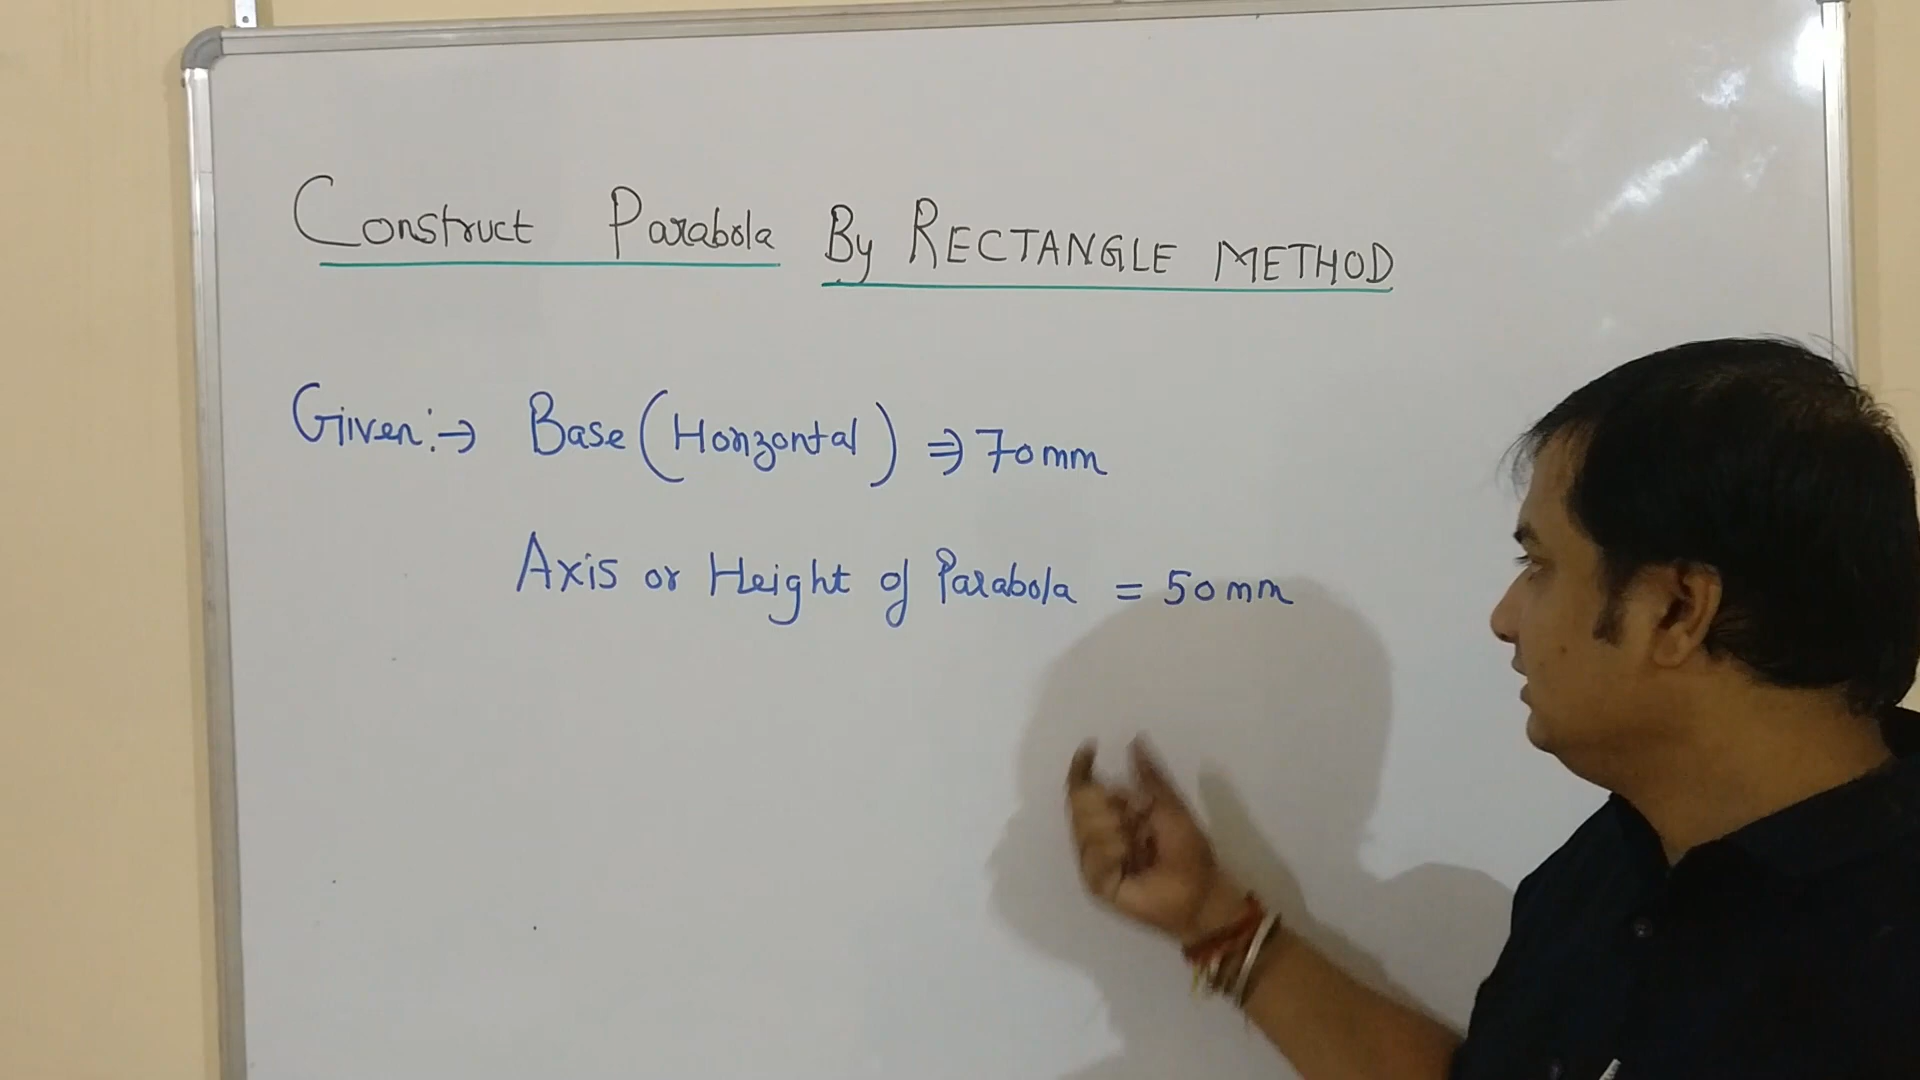 Construct Parabola By RECTANGLE METHOD
Given:→ Base (Horizontal) ⇒ 70mm
Axis or Height of Parabola = 50mm